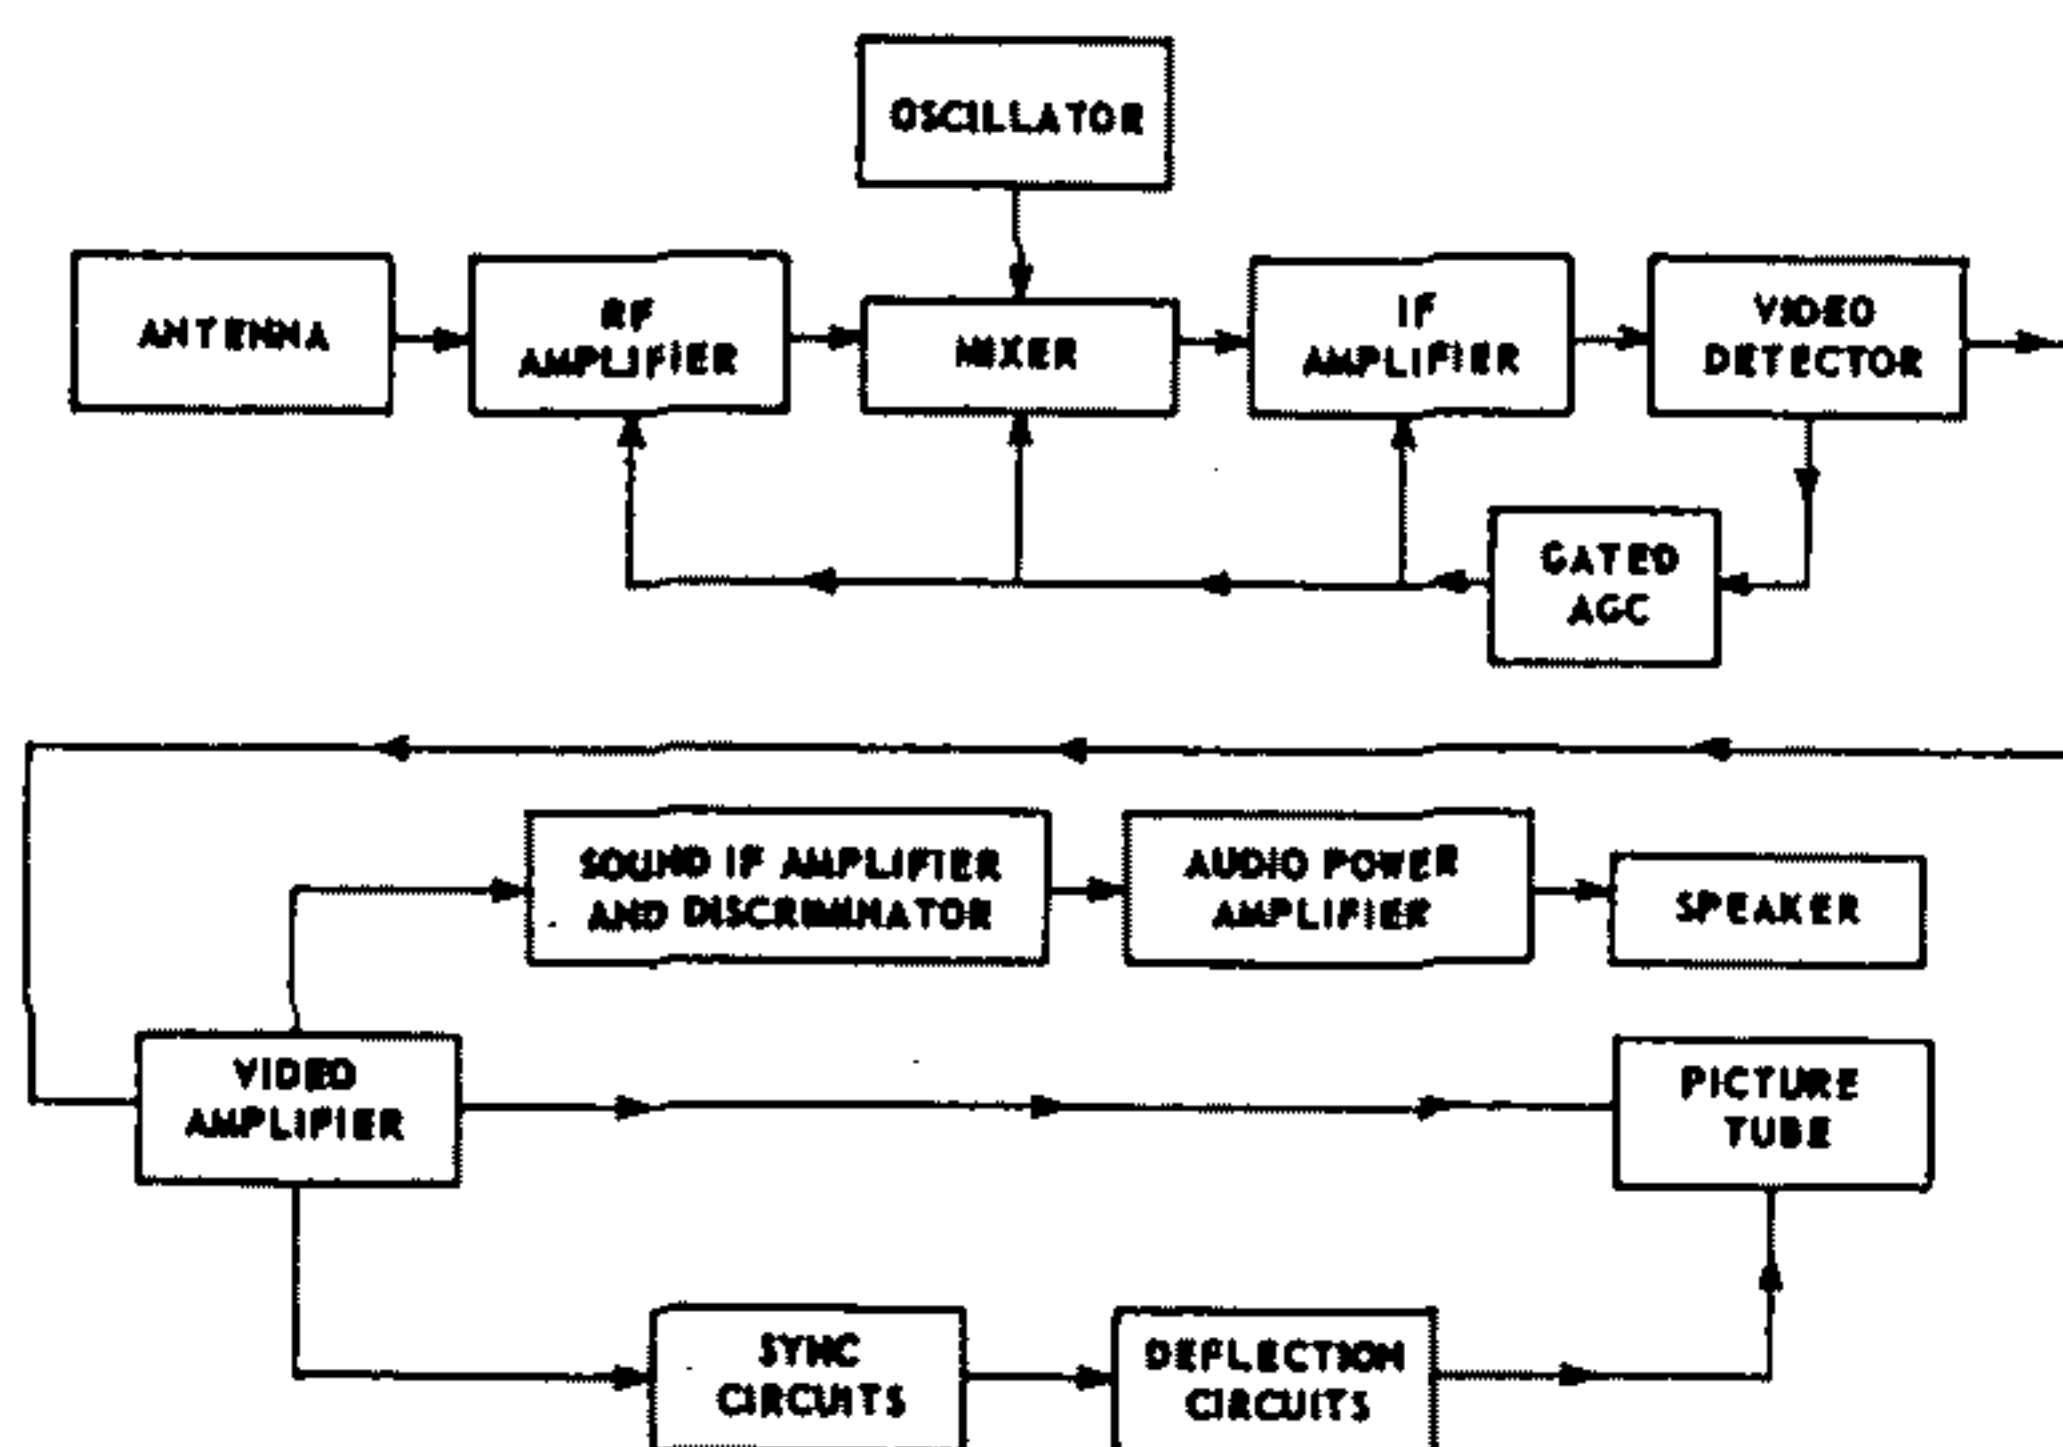 OSCILLATOR
ANTENNA
RF
AMPLIFIER
MIXER
IF
AMPLIFIER
VIDEO
DETECTOR
GATED
AGC
SOUND IF AMPLIFIER
AND DISCRIMINATOR
AUDIO POWER
AMPLIFIER
SPEAKER
VIDEO
AMPLIFIER
PICTURE
TUBE
SYNC
CIRCUITS
DEFLECTION
CIRCUITS